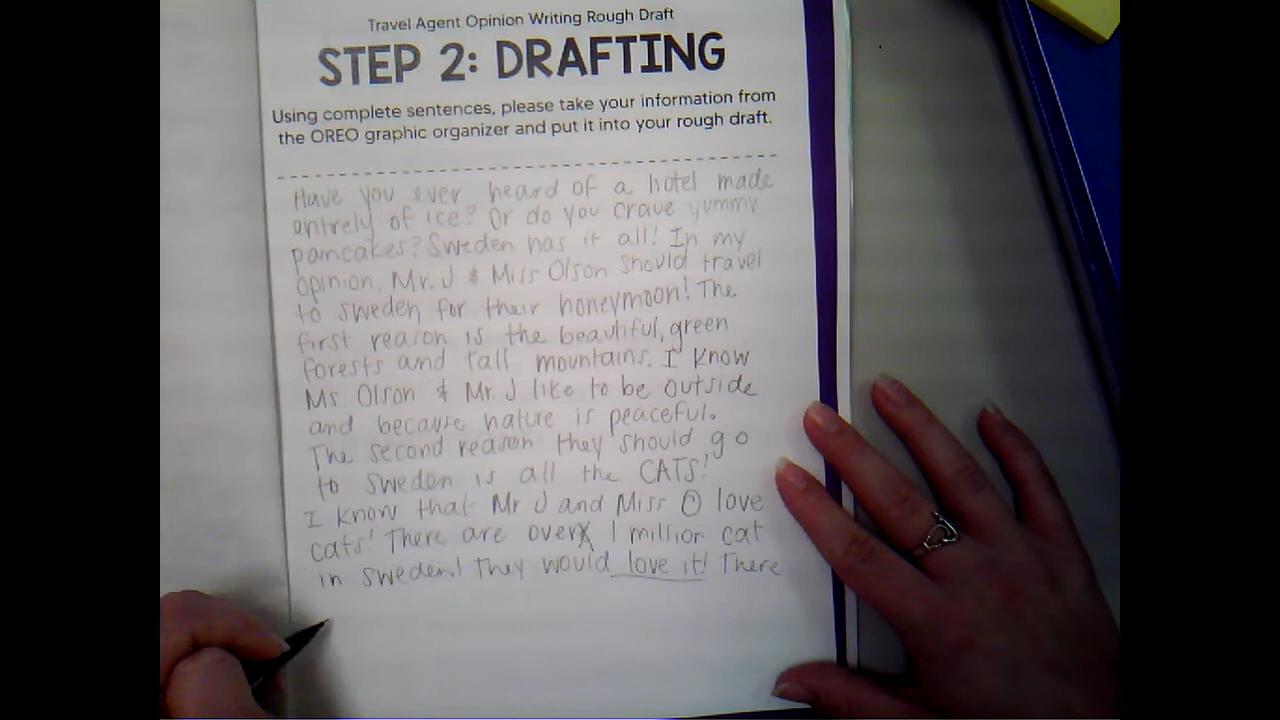 Travel Agent Opinion Writing Rough Draft
STEP 2: DRAFTING
Using complete sentences, please take your information from
the OREO graphic organizer and put it into your rough draft.
Have you ever heard of a hotel made
entirely of ice? Or do you crave yummy
pancakes? Sweden has it all! In my
opinion, Mr. J & Miss Olson should travel
to sweden for their honeymoon! The
first reason is the beautiful, green
forests and tall mountains. I know
Ms. Olson & Mr. J like to be outside
and because nature is peaceful.
The second reason they should go
to sweden is all the CATS!
I know that Mr J and Miss O love
cats! There are over 1 million cat
in sweden! They would love it! There